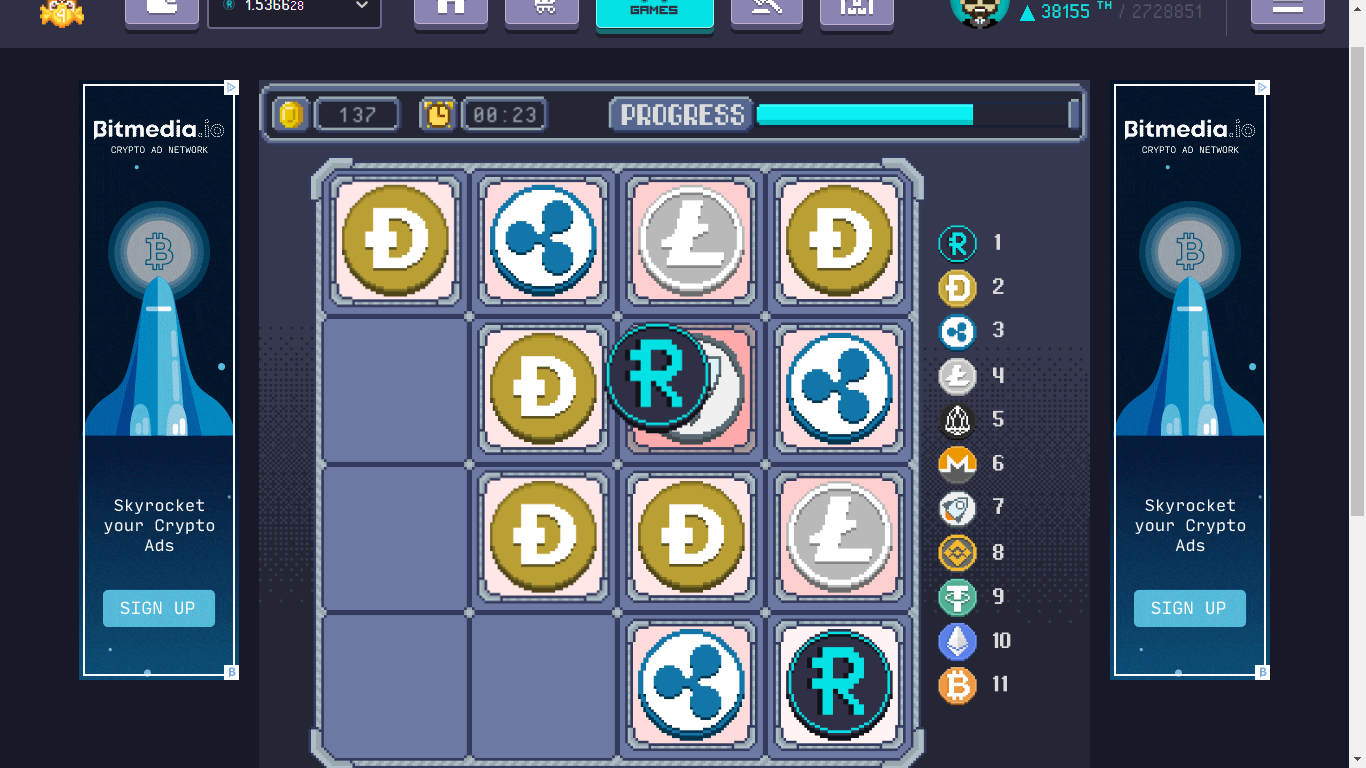 1.536628
GAMES
38155 TH / 2728851
Bitmedia.io
CRYPTO AD NETWORK
Skyrocket
your Crypto
Ads
SIGN UP
137
00:23
PROGRESS
1
2
3
4
5
6
7
8
9
10
11
Bitmedia.io
CRYPTO AD NETWORK
Skyrocket
your Crypto
Ads
SIGN UP